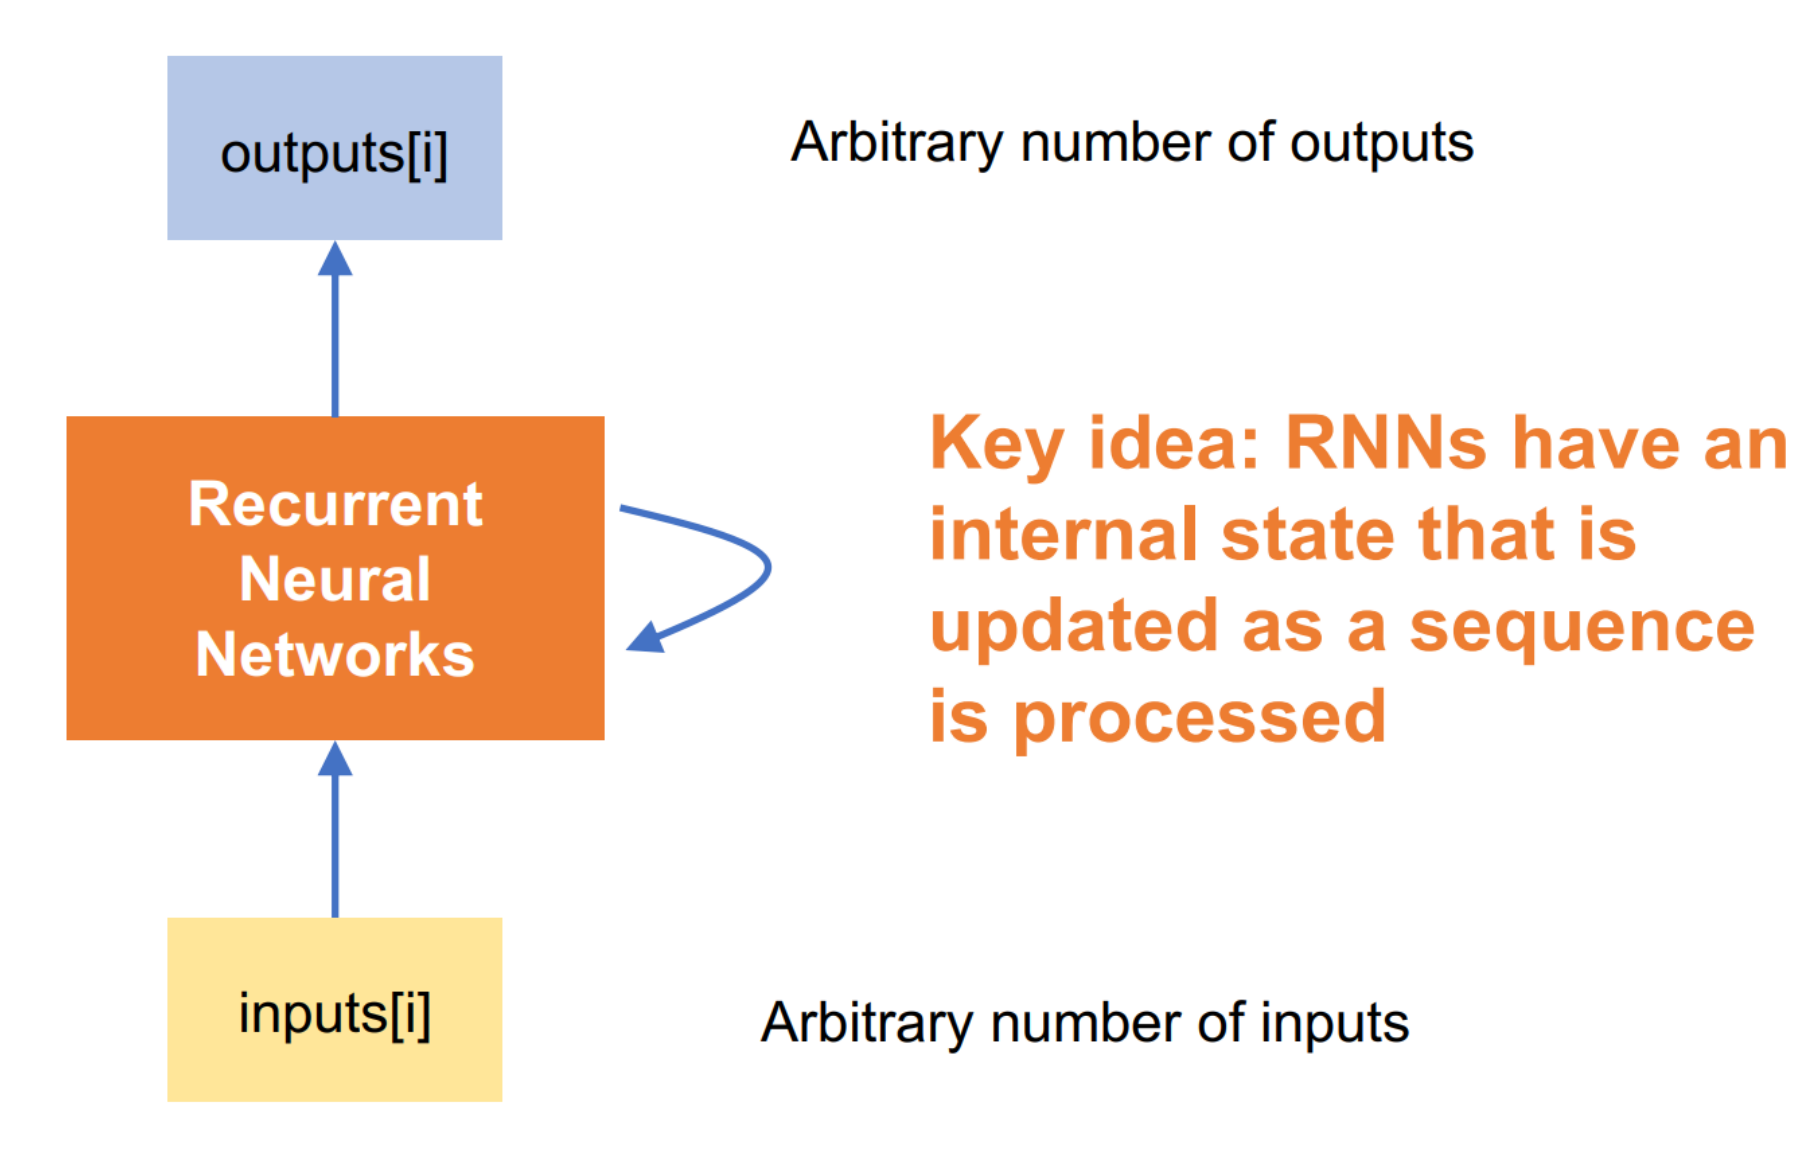 outputs[i]
Arbitrary number of outputs
Recurrent
Neural
Networks
Key idea: RNNs have an
internal state that is
updated as a sequence
is processed
inputs[i]
Arbitrary number of inputs